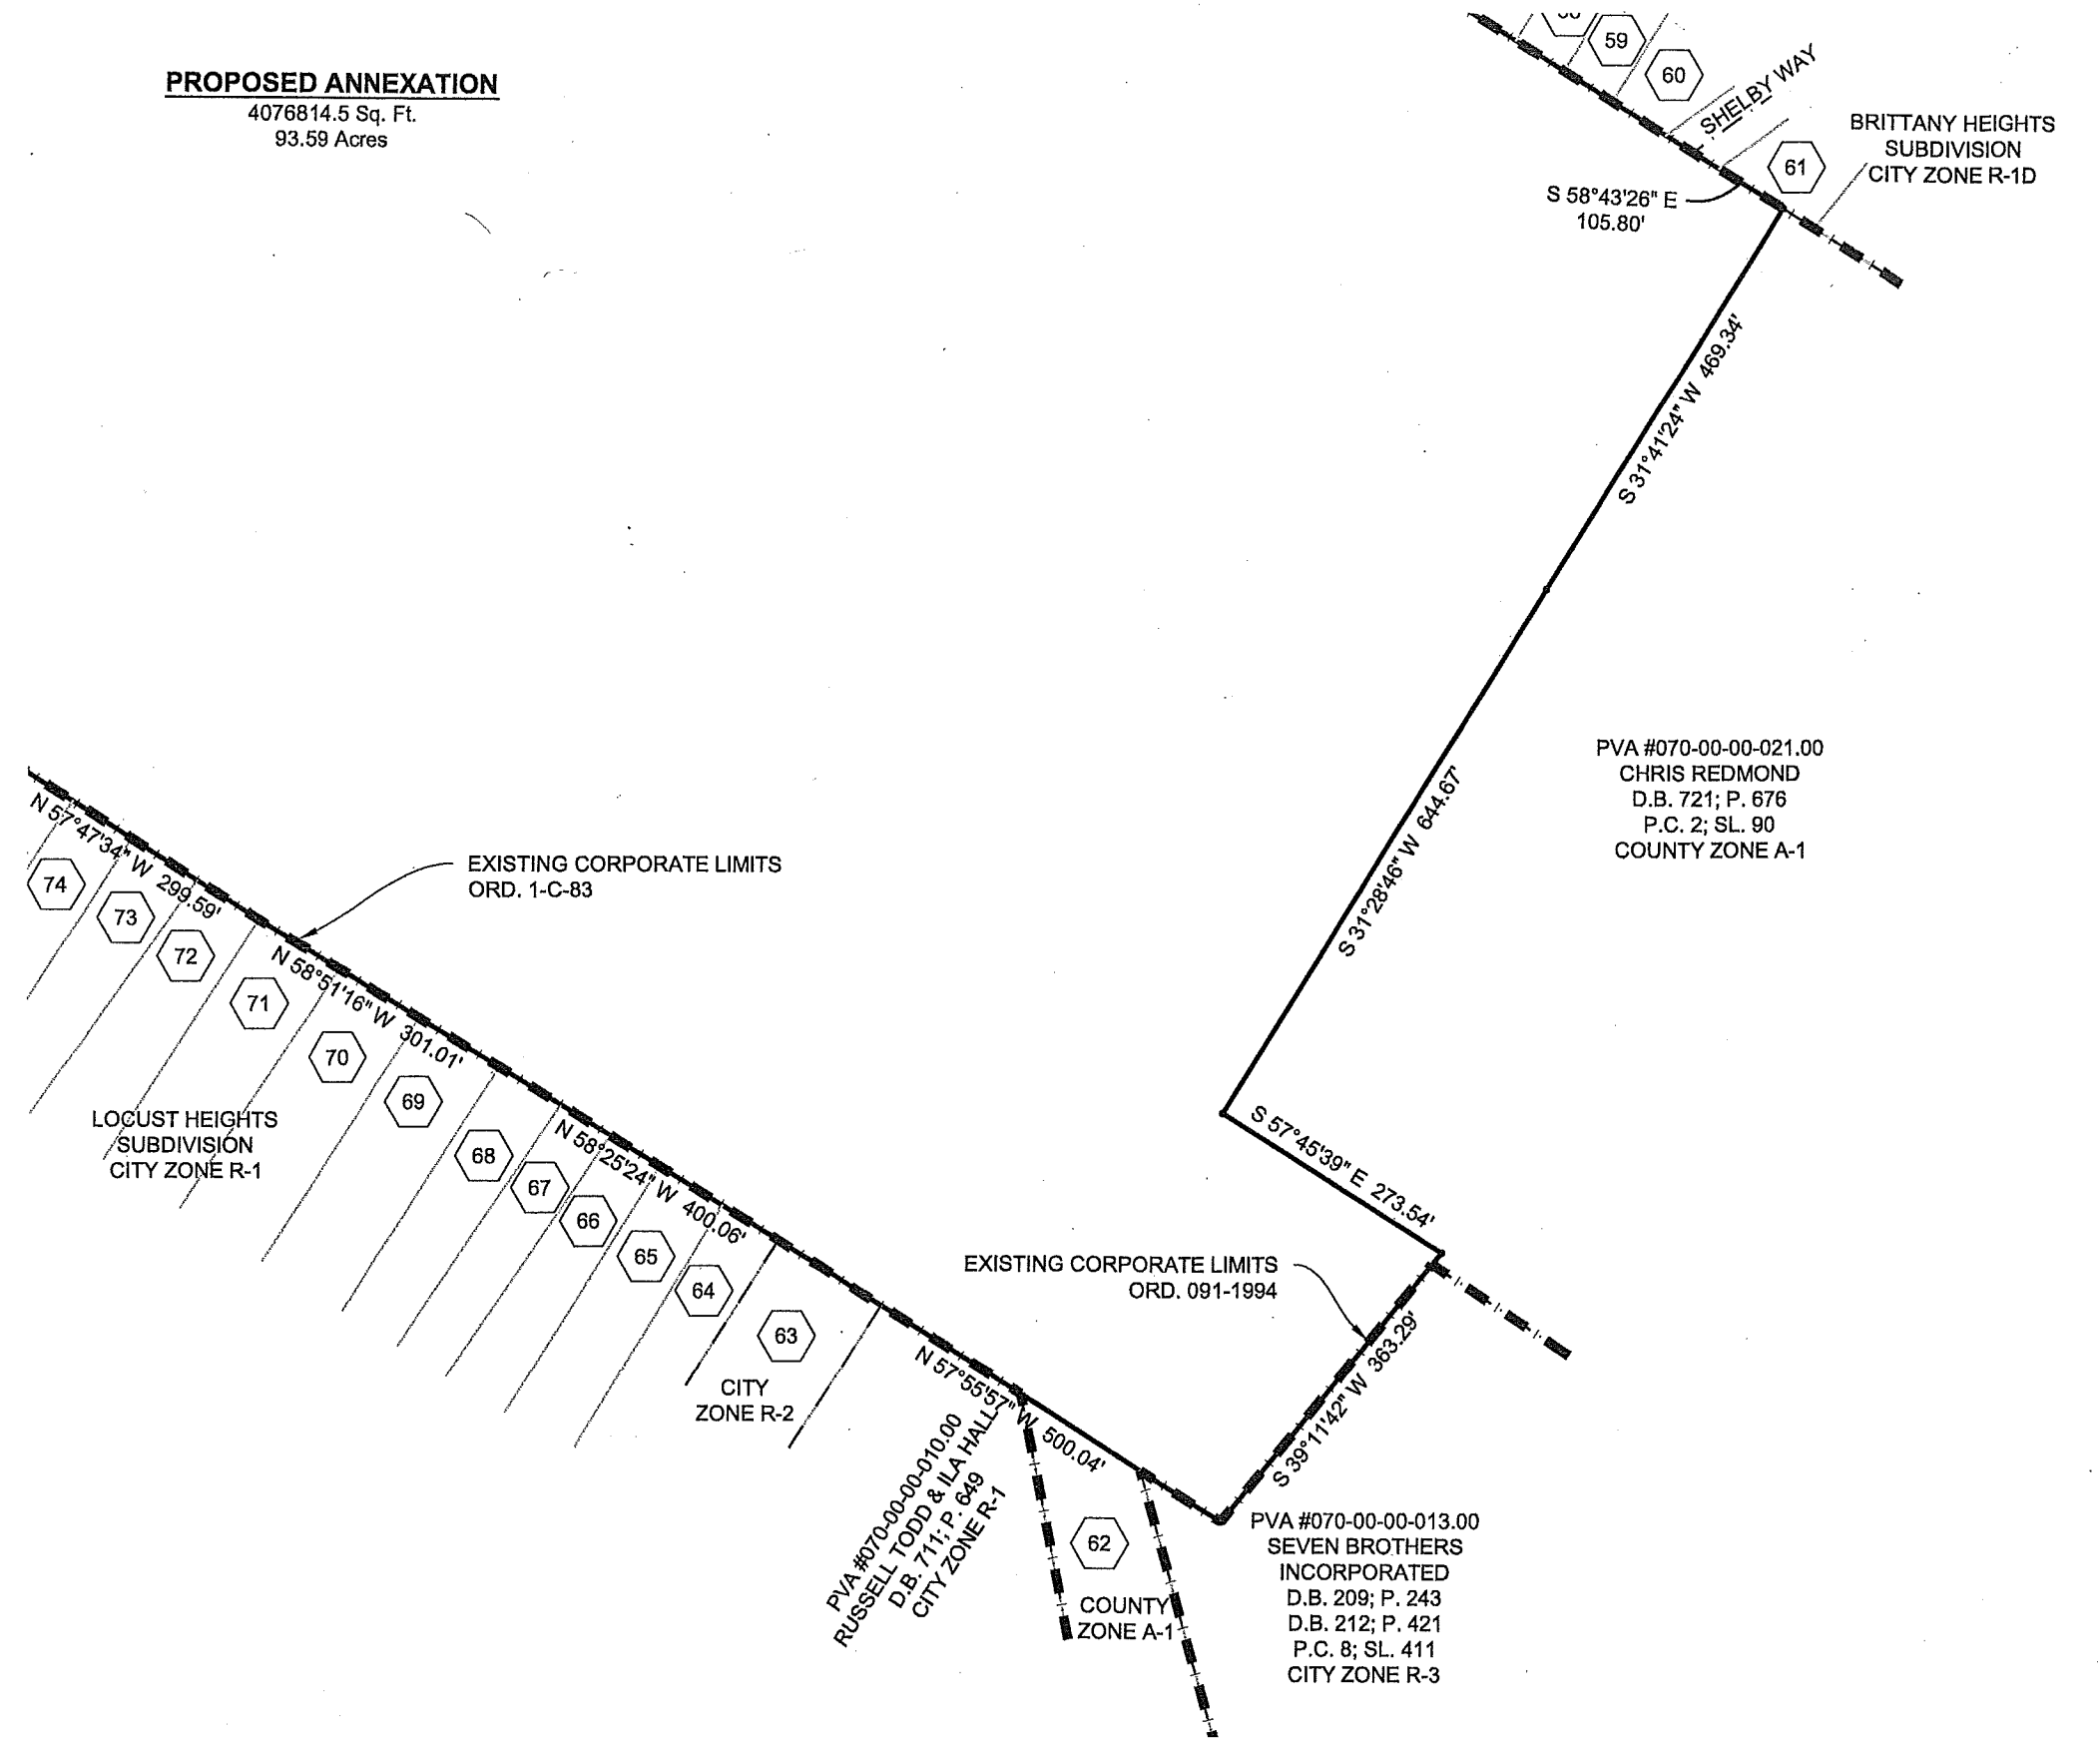 PROPOSED ANNEXATION
4076814.5 Sq. Ft.
93.59 Acres
59
60
SHELBY WAY
61
BRITTANY HEIGHTS
SUBDIVISION
CITY ZONE R-1D
S 58°43'26" E
105.80'
S 31°41'24" W 469.34'
PVA #070-00-00-021.00
CHRIS REDMOND
D.B. 721; P. 676
P.C. 2; SL. 90
COUNTY ZONE A-1
S 31°28'46" W 644.67'
N 57°47'34" W 299.59'
EXISTING CORPORATE LIMITS
ORD. 1-C-83
74
73
72
71
70
69
68
67
66
65
64
63
N 58°51'16" W 301.01'
LOCUST HEIGHTS
SUBDIVISION
CITY ZONE R-1
N 58°25'24" W 400.06'
S 57°45'39" E 273.54'
EXISTING CORPORATE LIMITS
ORD. 091-1994
S 39°11'42" W 363.29'
CITY
ZONE R-2
N 57°55'57" W 500.04'
PVA #070-00-00-010.00
RUSSELL TODD & ILA HALL
D.B. 711; P. 649
CITY ZONE R-1
62
COUNTY
ZONE A-1
PVA #070-00-00-013.00
SEVEN BROTHERS
INCORPORATED
D.B. 209; P. 243
D.B. 212; P. 421
P.C. 8; SL. 411
CITY ZONE R-3